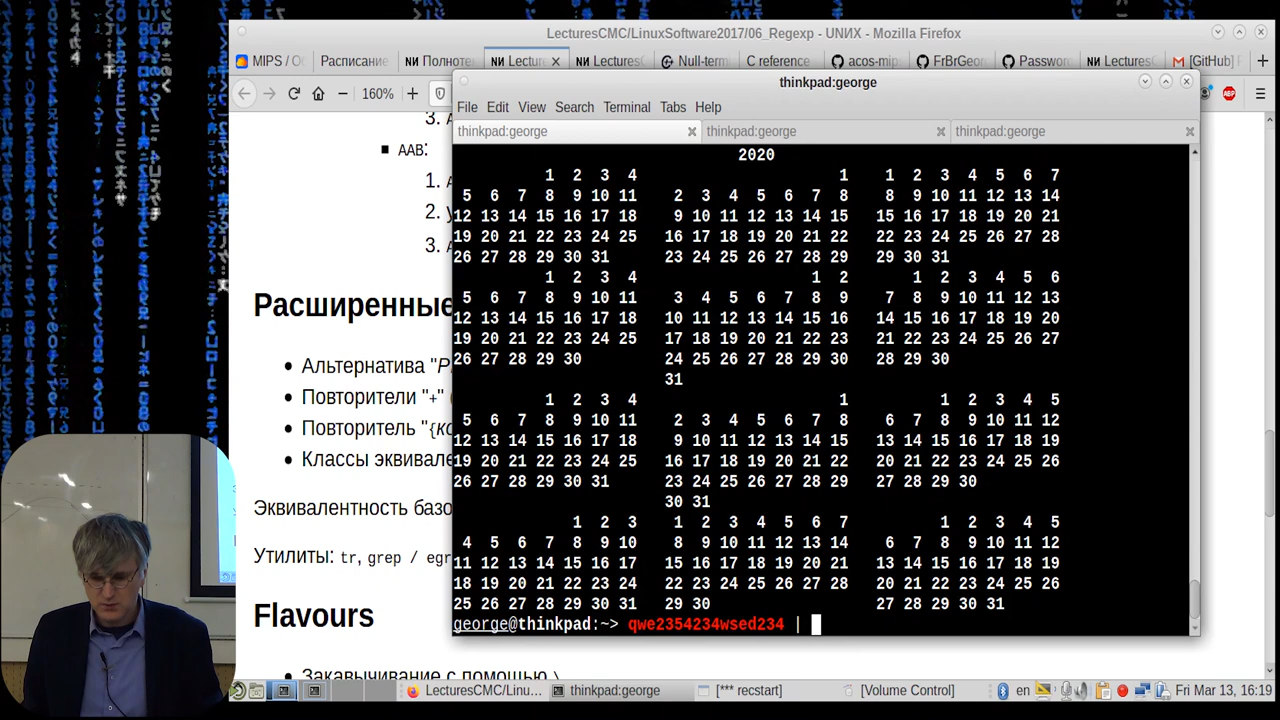 LecturesCMC/LinuxSoftware2017/06_Regexp - UNИX - Mozilla Firefox
MIPS / O Расписание Лecture LecturesC Null-term C reference acos-mip FrBrGeor Passwor LecturesC [GitHub]
160%
thinkpad:george
File Edit View Search Terminal Tabs Help
thinkpad:george thinkpad:george thinkpad:george
3. A
AAB:
1. A
2. у
3. A
Расширенные
Альтернатива "P
Повторители "+" (
Повторитель "{ко
Классы эквивале
Эквивалентность базо
Утилиты: tr, grep / egr
Flavours
Закавычивание с помощью \
2020
1 2 3 4 1 1 2 3 4 5 6 7
5 6 7 8 9 10 11 2 3 4 5 6 7 8 8 9 10 11 12 13 14
12 13 14 15 16 17 18 9 10 11 12 13 14 15 15 16 17 18 19 20 21
19 20 21 22 23 24 25 16 17 18 19 20 21 22 22 23 24 25 26 27 28
26 27 28 29 30 31 23 24 25 26 27 28 29 29 30 31
1 2 3 4 1 2 1 2 3 4 5 6
5 6 7 8 9 10 11 3 4 5 6 7 8 9 7 8 9 10 11 12 13
12 13 14 15 16 17 18 10 11 12 13 14 15 16 14 15 16 17 18 19 20
19 20 21 22 23 24 25 17 18 19 20 21 22 23 21 22 23 24 25 26 27
26 27 28 29 30 24 25 26 27 28 29 30 28 29 30
31
1 2 3 4 1 1 2 3 4 5
5 6 7 8 9 10 11 2 3 4 5 6 7 8 6 7 8 9 10 11 12
12 13 14 15 16 17 18 9 10 11 12 13 14 15 13 14 15 16 17 18 19
19 20 21 22 23 24 25 16 17 18 19 20 21 22 20 21 22 23 24 25 26
26 27 28 29 30 31 23 24 25 26 27 28 29 27 28 29 30
30 31
1 2 3 1 2 3 4 5 6 7 1 2 3 4 5
4 5 6 7 8 9 10 8 9 10 11 12 13 14 6 7 8 9 10 11 12
11 12 13 14 15 16 17 15 16 17 18 19 20 21 13 14 15 16 17 18 19
18 19 20 21 22 23 24 22 23 24 25 26 27 28 20 21 22 23 24 25 26
25 26 27 28 29 30 31 29 30 27 28 29 30 31
george@thinkpad:~> qwe2354234wsed234 |
LecturesCMC/Linu... thinkpad:george [*** recstart] [Volume Control] en Fri Mar 13, 16:19